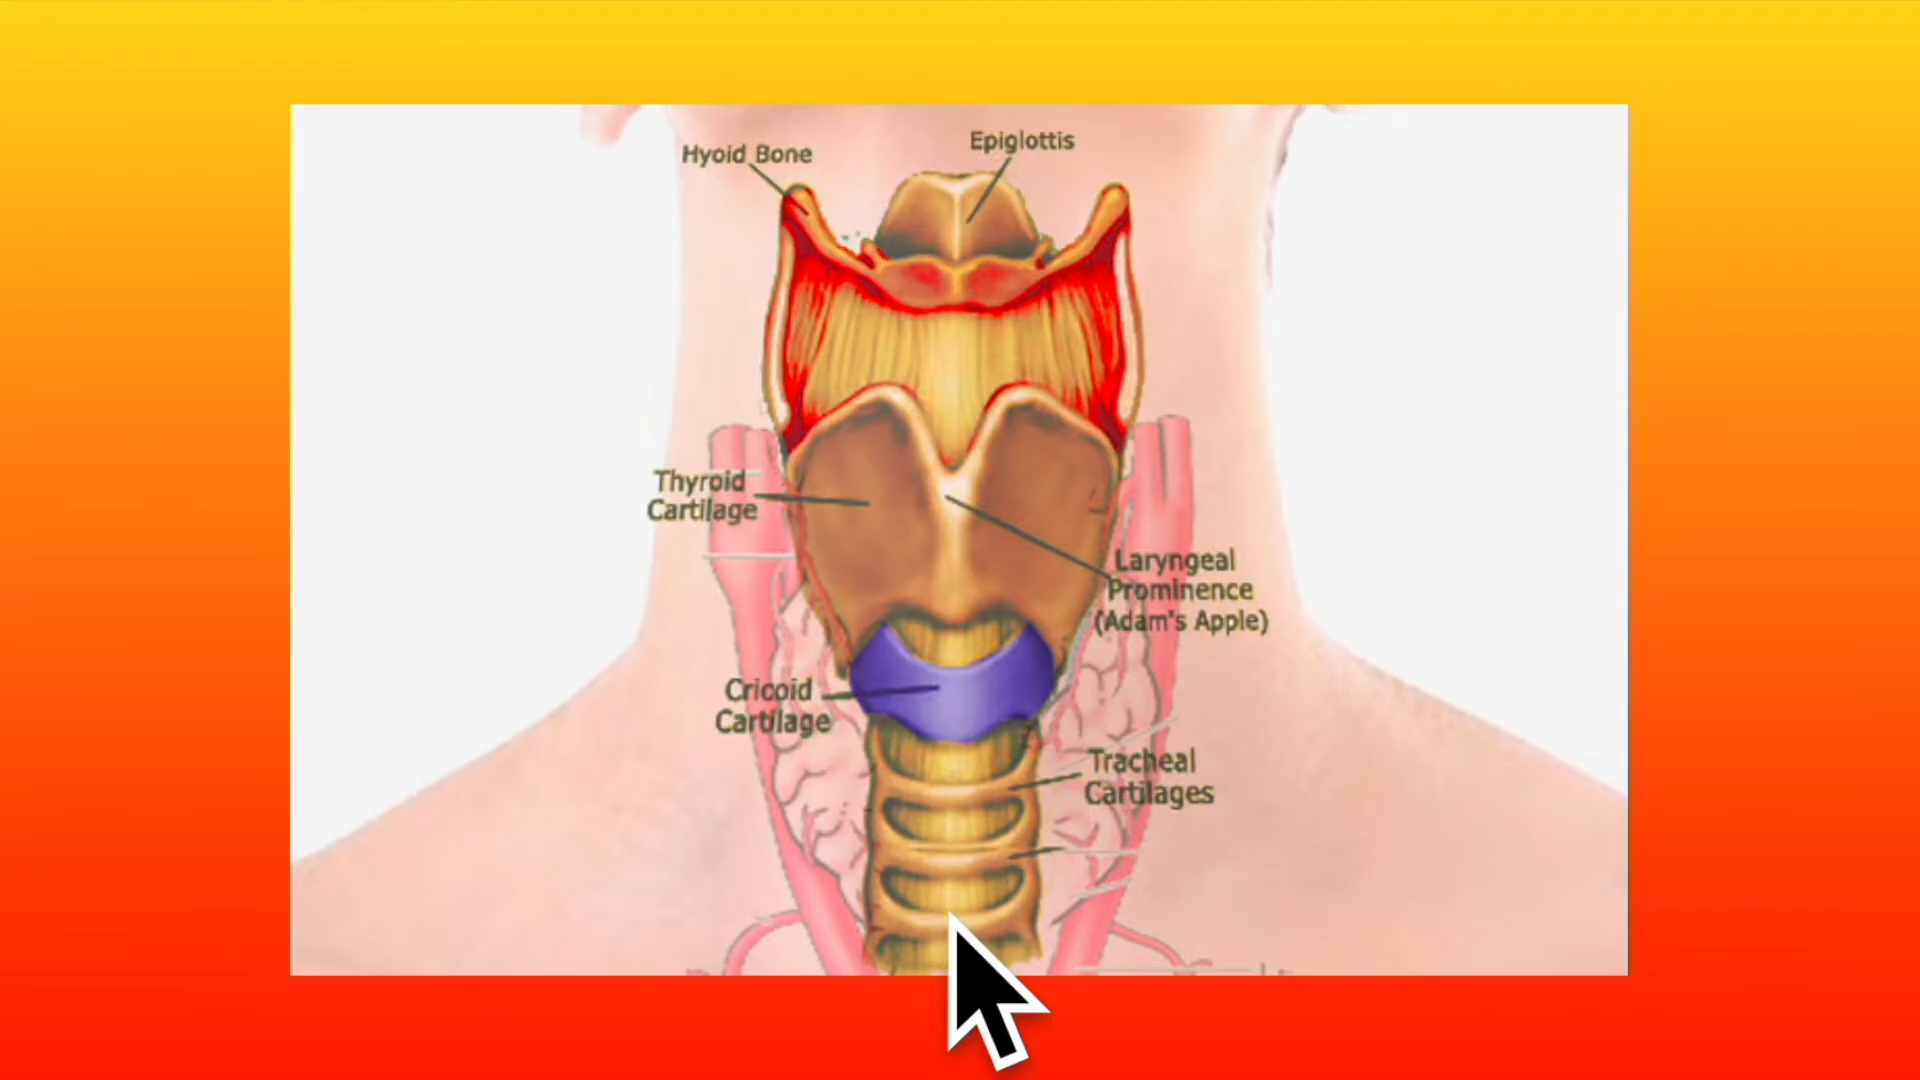 Hyoid Bone
Epiglottis
Thyroid
Cartilage
Laryngeal
Prominence
(Adam's Apple)
Cricoid
Cartilage
Tracheal
Cartilages